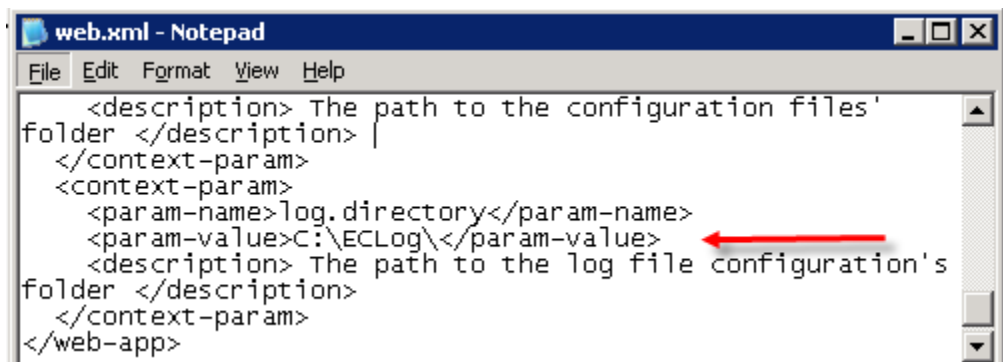 web.xml - Notepad
File Edit Format View Help
<description> The path to the configuration files'
folder </description>
</context-param>
<context-param>
<param-name>log.directory</param-name>
<param-value>C:\ECLog\</param-value>
<description> The path to the log file configuration's
folder </description>
</context-param>
</web-app>